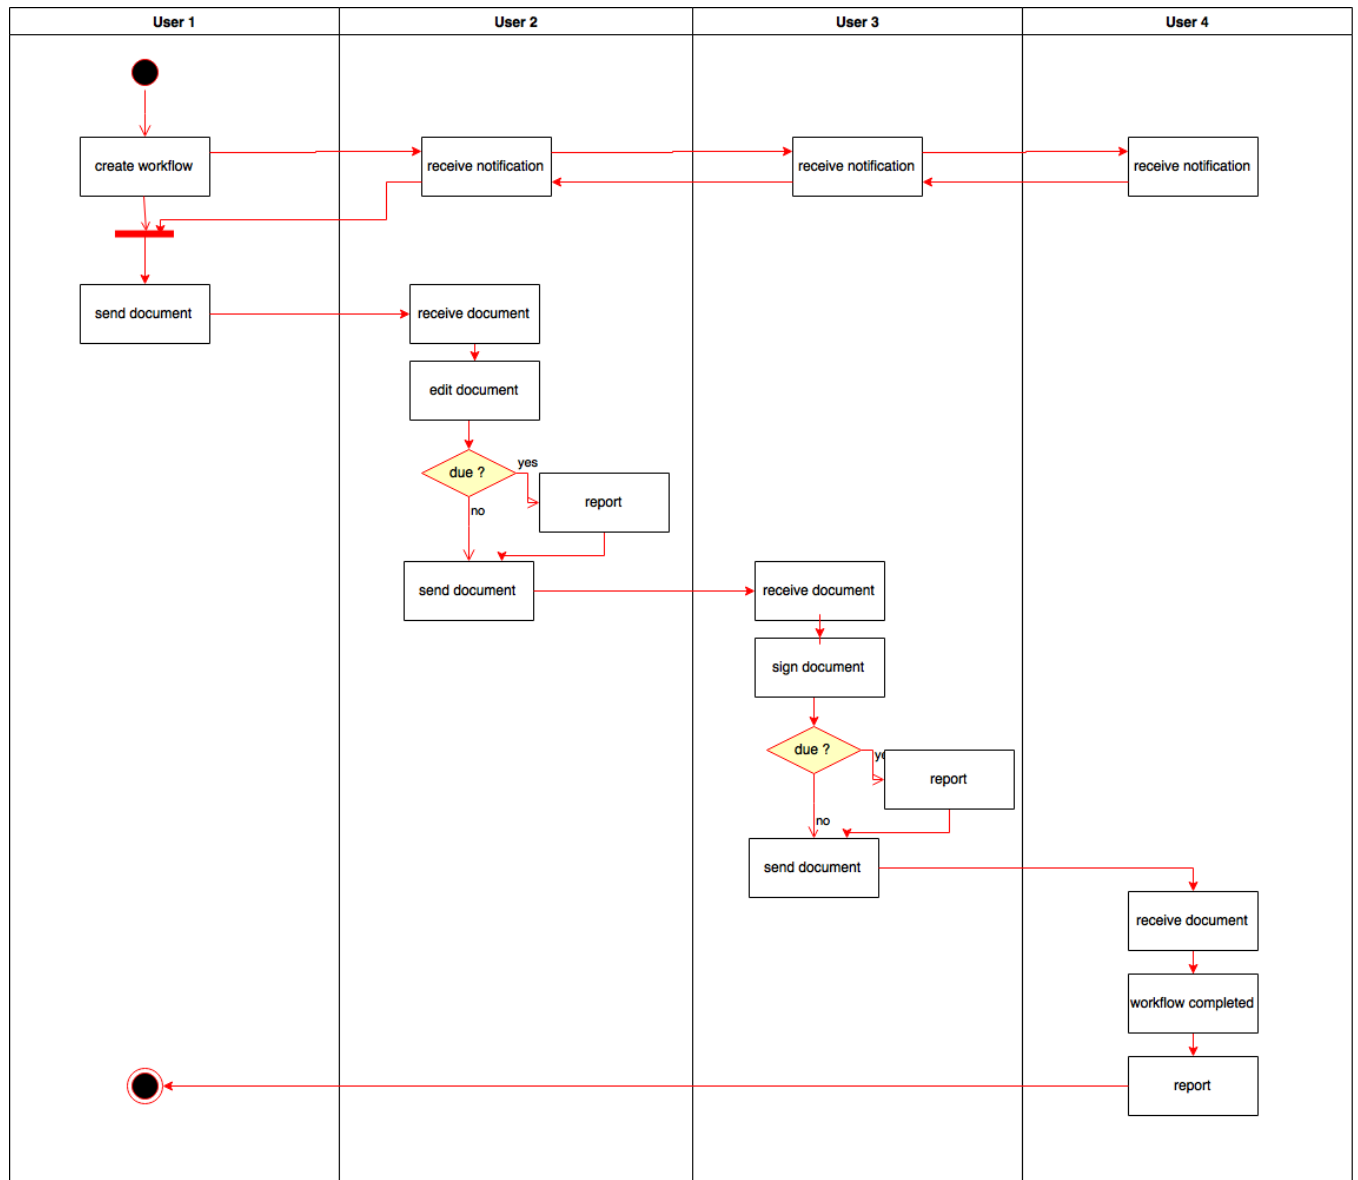 User 1
User 2
User 3
User 4
create workflow
receive notification
receive notification
receive notification
send document
receive document
edit document
due ?
yes
report
no
send document
receive document
sign document
due ?
report
no
send document
receive document
workflow completed
report